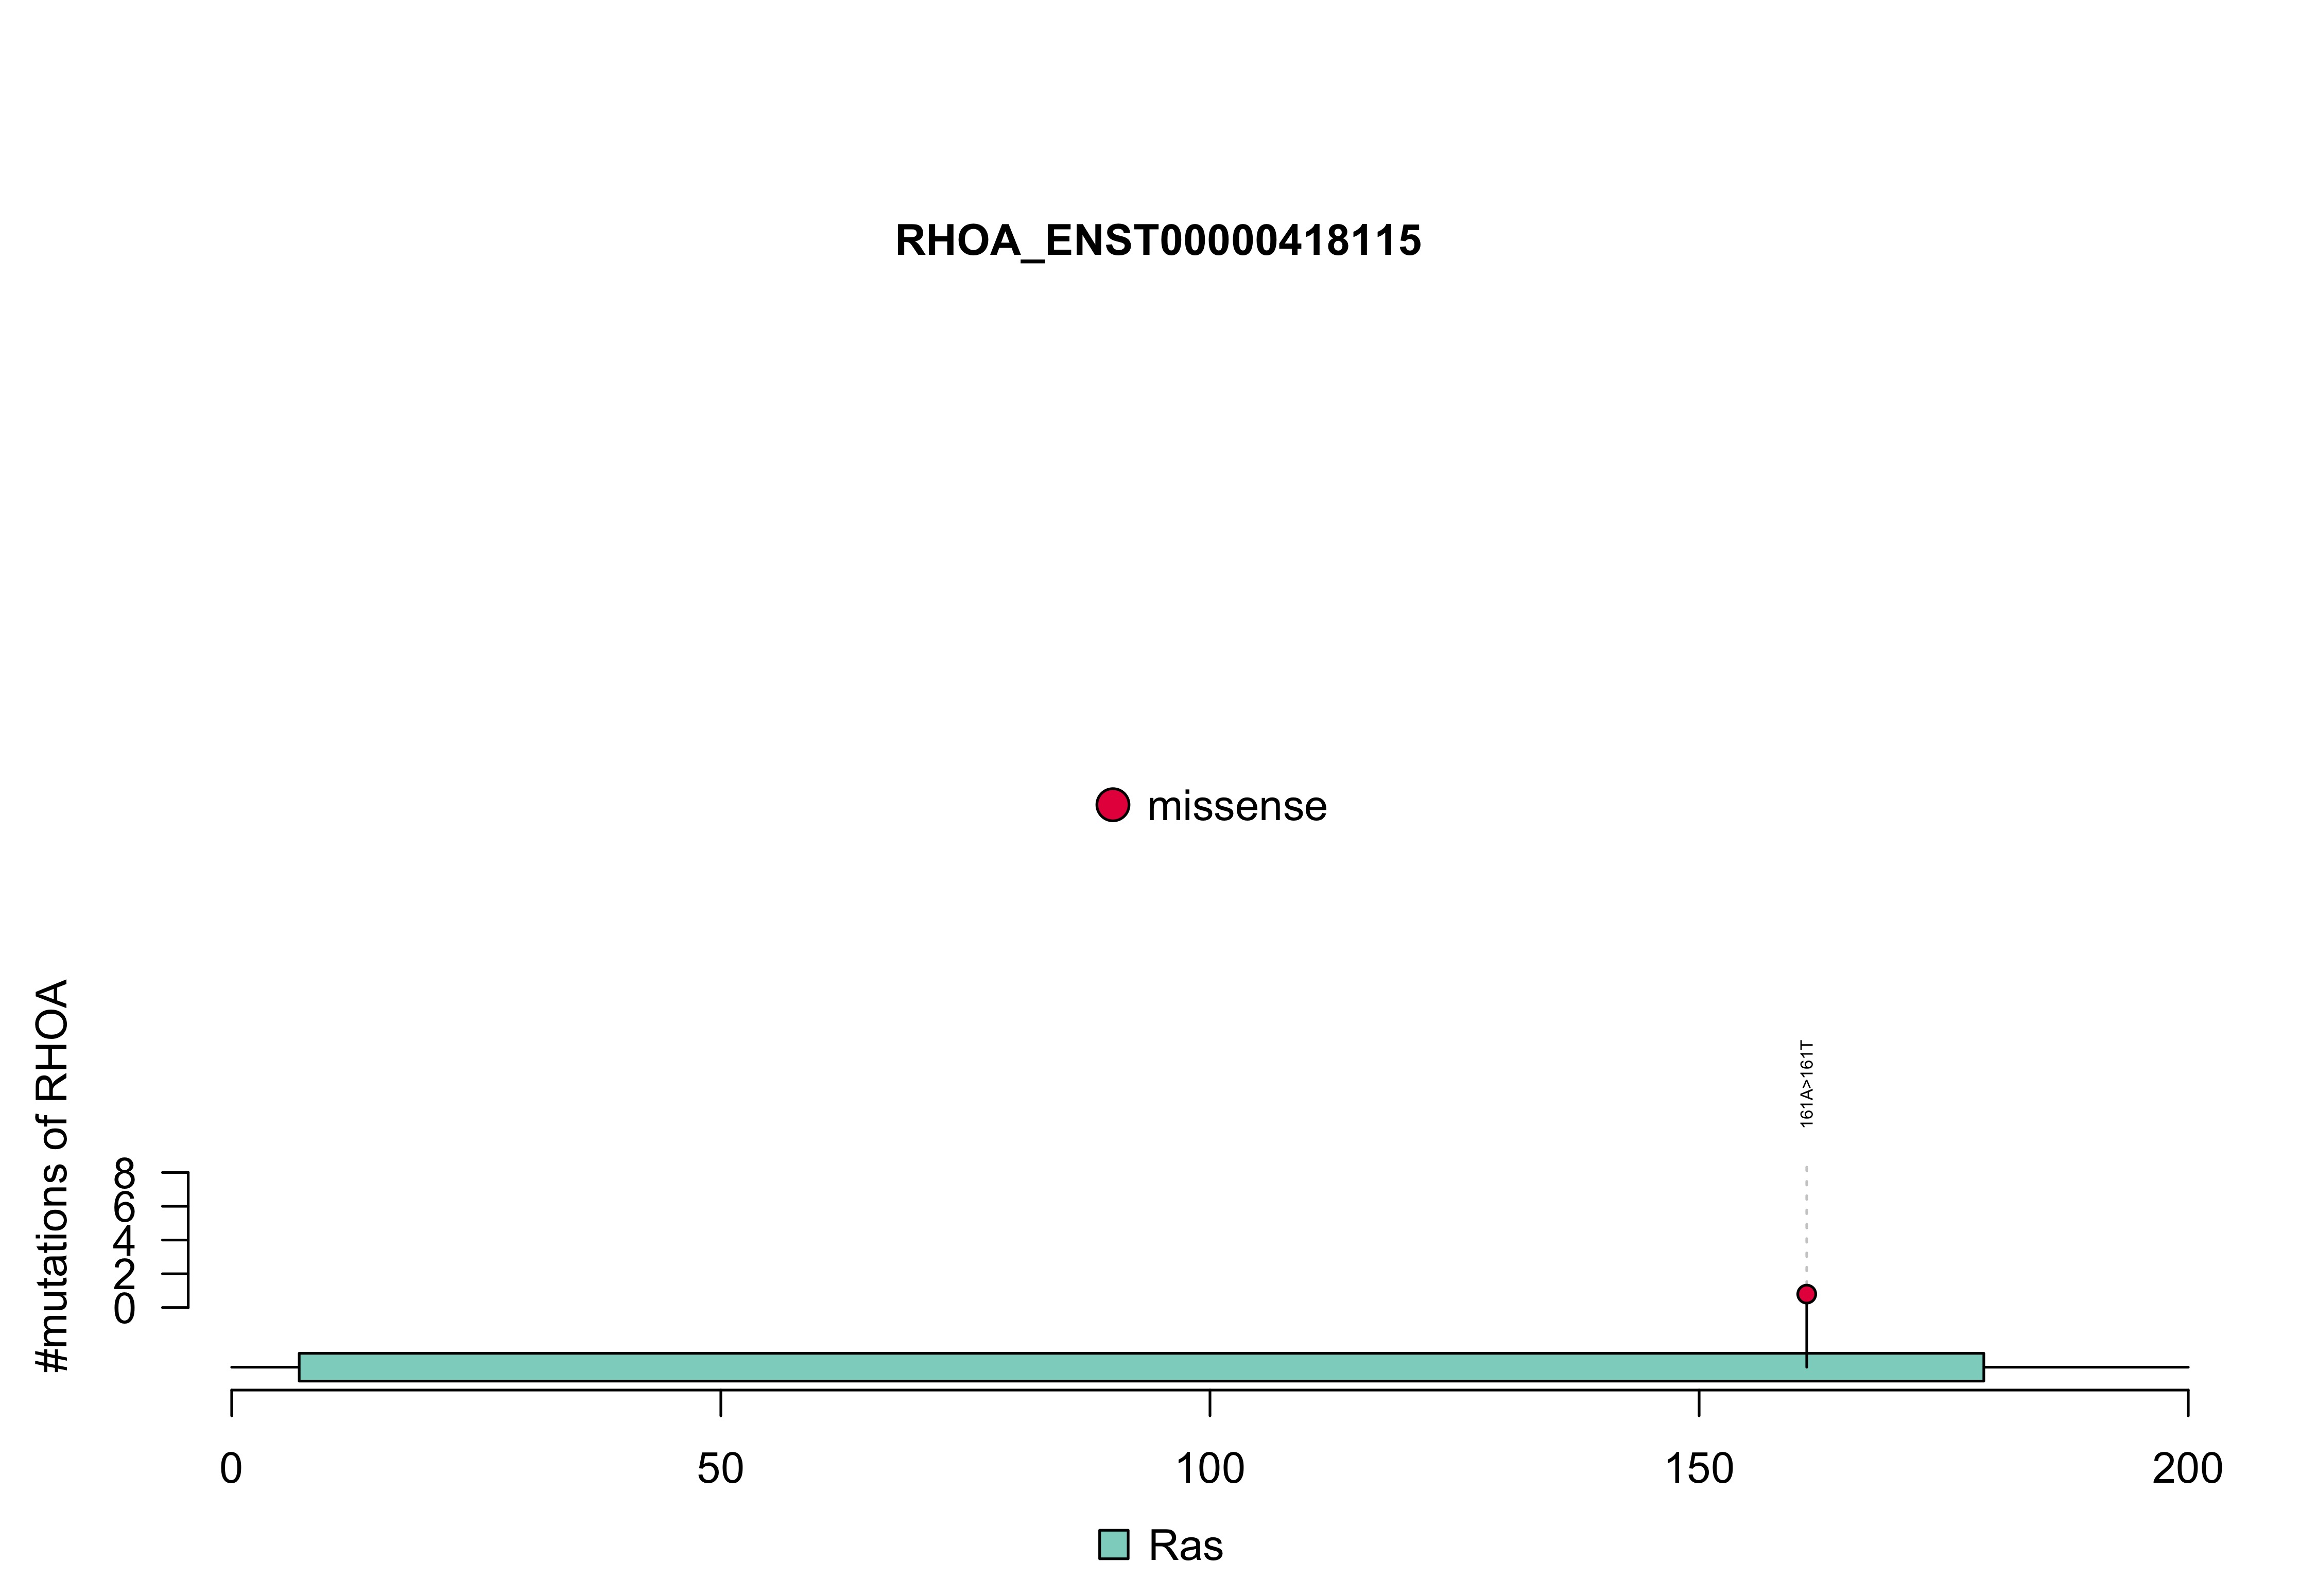 RHOA_ENST00000418115
missense
#mutations of RHOA
161A>161T
8
6
4
2
0
0 50 100 150 200
Ras